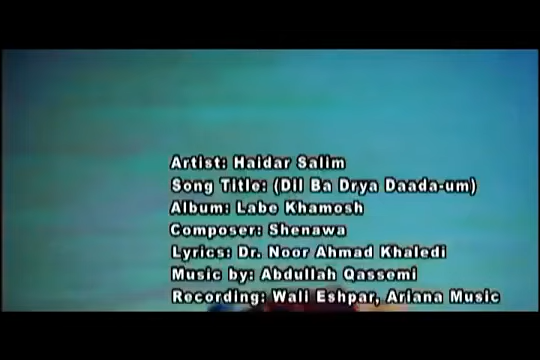 Artist: Haidar Salim
Song Title: (Dil Ba Drya Daada-um)
Album: Labe Khamosh
Composer: Shenawa
Lyrics: Dr. Noor Ahmad Khaledi
Music by: Abdullah Qassemi
Recording: Wali Eshpar, Ariana Music